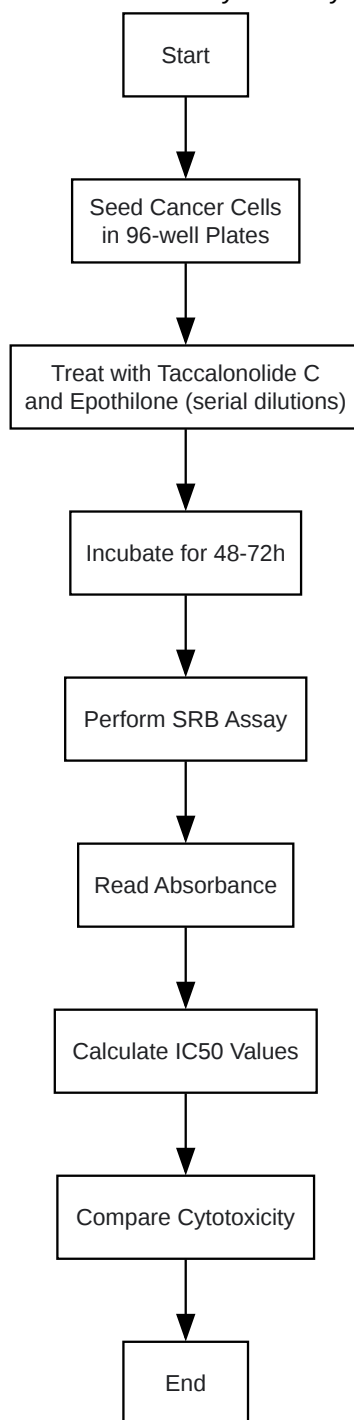 Start
Seed Cancer Cells
in 96-well Plates
Treat with Taccalonolide C
and Epothilone (serial dilutions)
Incubate for 48-72h
Perform SRB Assay
Read Absorbance
Calculate IC50 Values
Compare Cytotoxicity
End